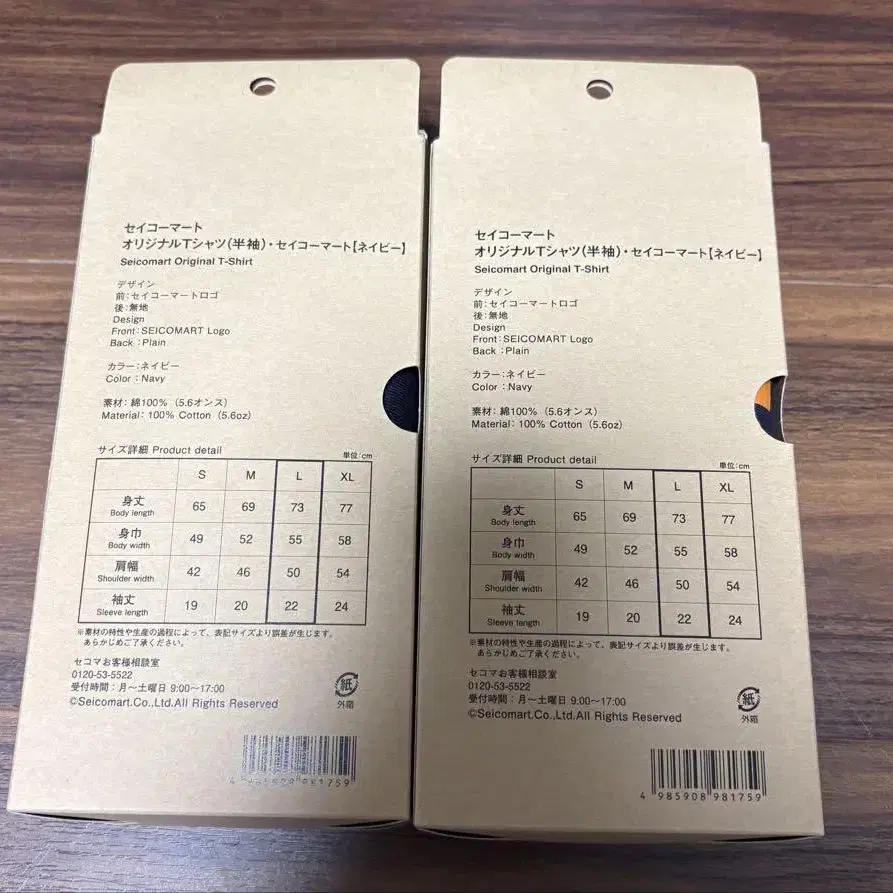 セイコーマート
オリジナルTシャツ(半袖)・セイコーマート【ネイビー】
Seicomart Original T-Shirt
デザイン
前:セイコーマートロゴ
後:無地
Design
Front:SEICOMART Logo
Back:Plain
カラー:ネイビー
Color:Navy
素材:綿100%(5.6オンス)
Material:100% Cotton (5.6oz)
サイズ詳細 Product detail
単位:cm
S M L XL
身丈 Body length 65 69 73 77
身巾 Body width 49 52 55 58
肩幅 Shoulder width 42 46 50 54
袖丈 Sleeve length 19 20 22 24
※素材の特性や生産の過程によって、表記サイズより誤差が生じます。
あらかじめご了承ください。
セコマお客様相談室
0120-53-5522
受付時間:月〜土曜日 9:00〜17:00
©Seicomart.Co.,Ltd.All Rights Reserved
紙
外箱
981759
セイコーマート
オリジナルTシャツ(半袖)・セイコーマート【ネイビー】
Seicomart Original T-Shirt
デザイン
前:セイコーマートロゴ
後:無地
Design
Front:SEICOMART Logo
Back:Plain
カラー:ネイビー
Color:Navy
素材:綿100%(5.6オンス)
Material:100% Cotton (5.6oz)
サイズ詳細 Product detail
単位:cm
S M L XL
身丈 Body length 65 69 73 77
身巾 Body width 49 52 55 58
肩幅 Shoulder width 42 46 50 54
袖丈 Sleeve length 19 20 22 24
※素材の特性や生産の過程によって、表記サイズより誤差が生じます。
あらかじめご了承ください。
セコマお客様相談室
0120-53-5522
受付時間:月〜土曜日 9:00〜17:00
©Seicomart.Co.,Ltd.All Rights Reserved
紙
外箱
4 985908 981759